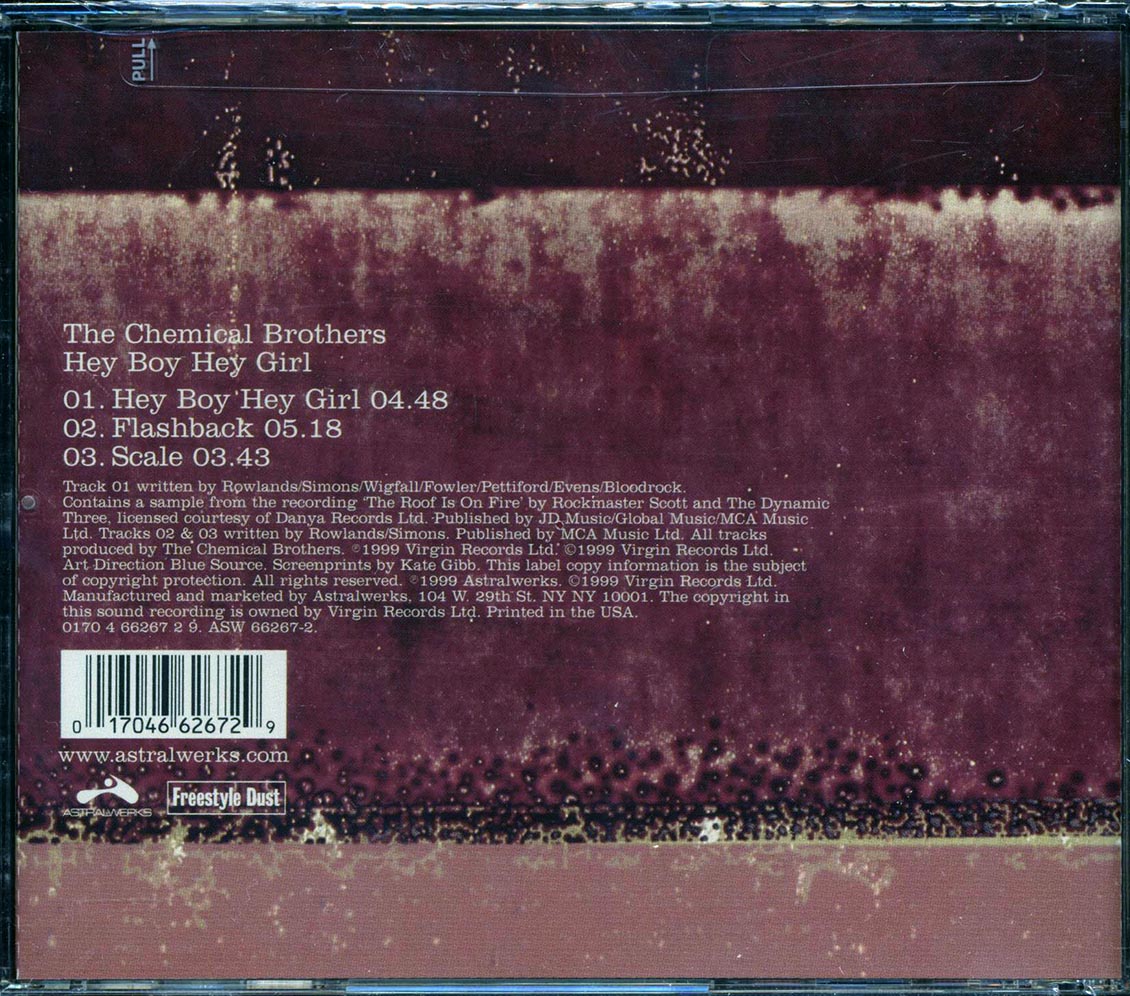 PULL
The Chemical Brothers
Hey Boy Hey Girl
01. Hey Boy Hey Girl 04.48
02. Flashback 05.18
03. Scale 03.43
Track 01 written by Rowlands/Simons/Wigfall/Fowler/Pettiford/Evens/Bloodrock.
Contains a sample from the recording 'The Roof Is On Fire' by Rockmaster Scott and The Dynamic
Three, licensed courtesy of Danya Records Ltd. Published by JD Music/Global Music/MCA Music
Ltd. Tracks 02 & 03 written by Rowlands/Simons. Published by MCA Music Ltd. All tracks
produced by The Chemical Brothers. ℗1999 Virgin Records Ltd. ©1999 Virgin Records Ltd.
Art Direction Blue Source. Screenprints by Kate Gibb. This label copy information is the subject
of copyright protection. All rights reserved. ℗1999 Astralwerks. ©1999 Virgin Records Ltd.
Manufactured and marketed by Astralwerks, 104 W. 29th St. NY NY 10001. The copyright in
this sound recording is owned by Virgin Records Ltd. Printed in the USA.
0170 4 66267 2 9. ASW 66267-2.
0 17046 62672 9
www.astralwerks.com
ASTRALWERKS Freestyle Dust